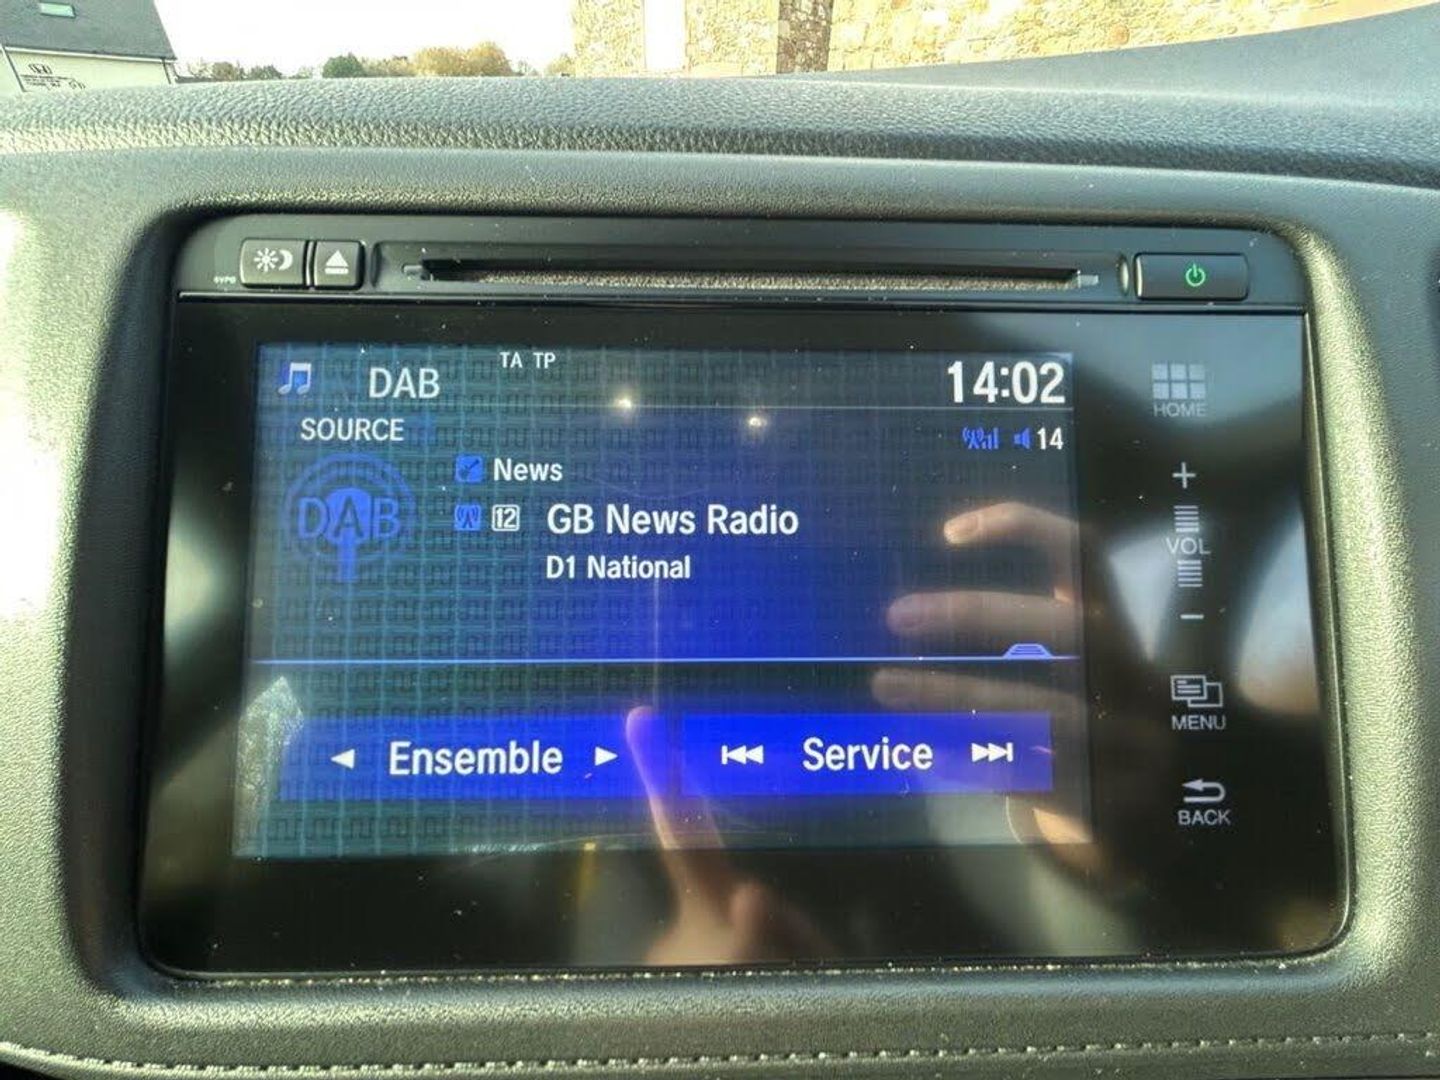 DAB
TA TP
14:02
SOURCE
14
News
DAB
12
GB News Radio
D1 National
Ensemble
Service
HOME
VOL
MENU
BACK